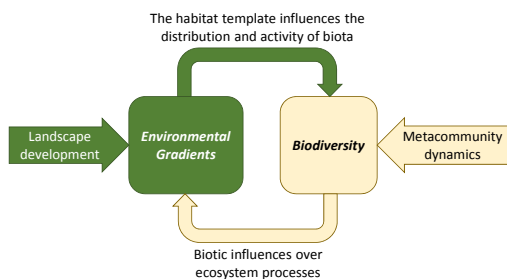 The habitat template influences the
distribution and activity of biota
Landscape
development
Environmental
Gradients
Biodiversity
Metacommunity
dynamics
Biotic influences over
ecosystem processes